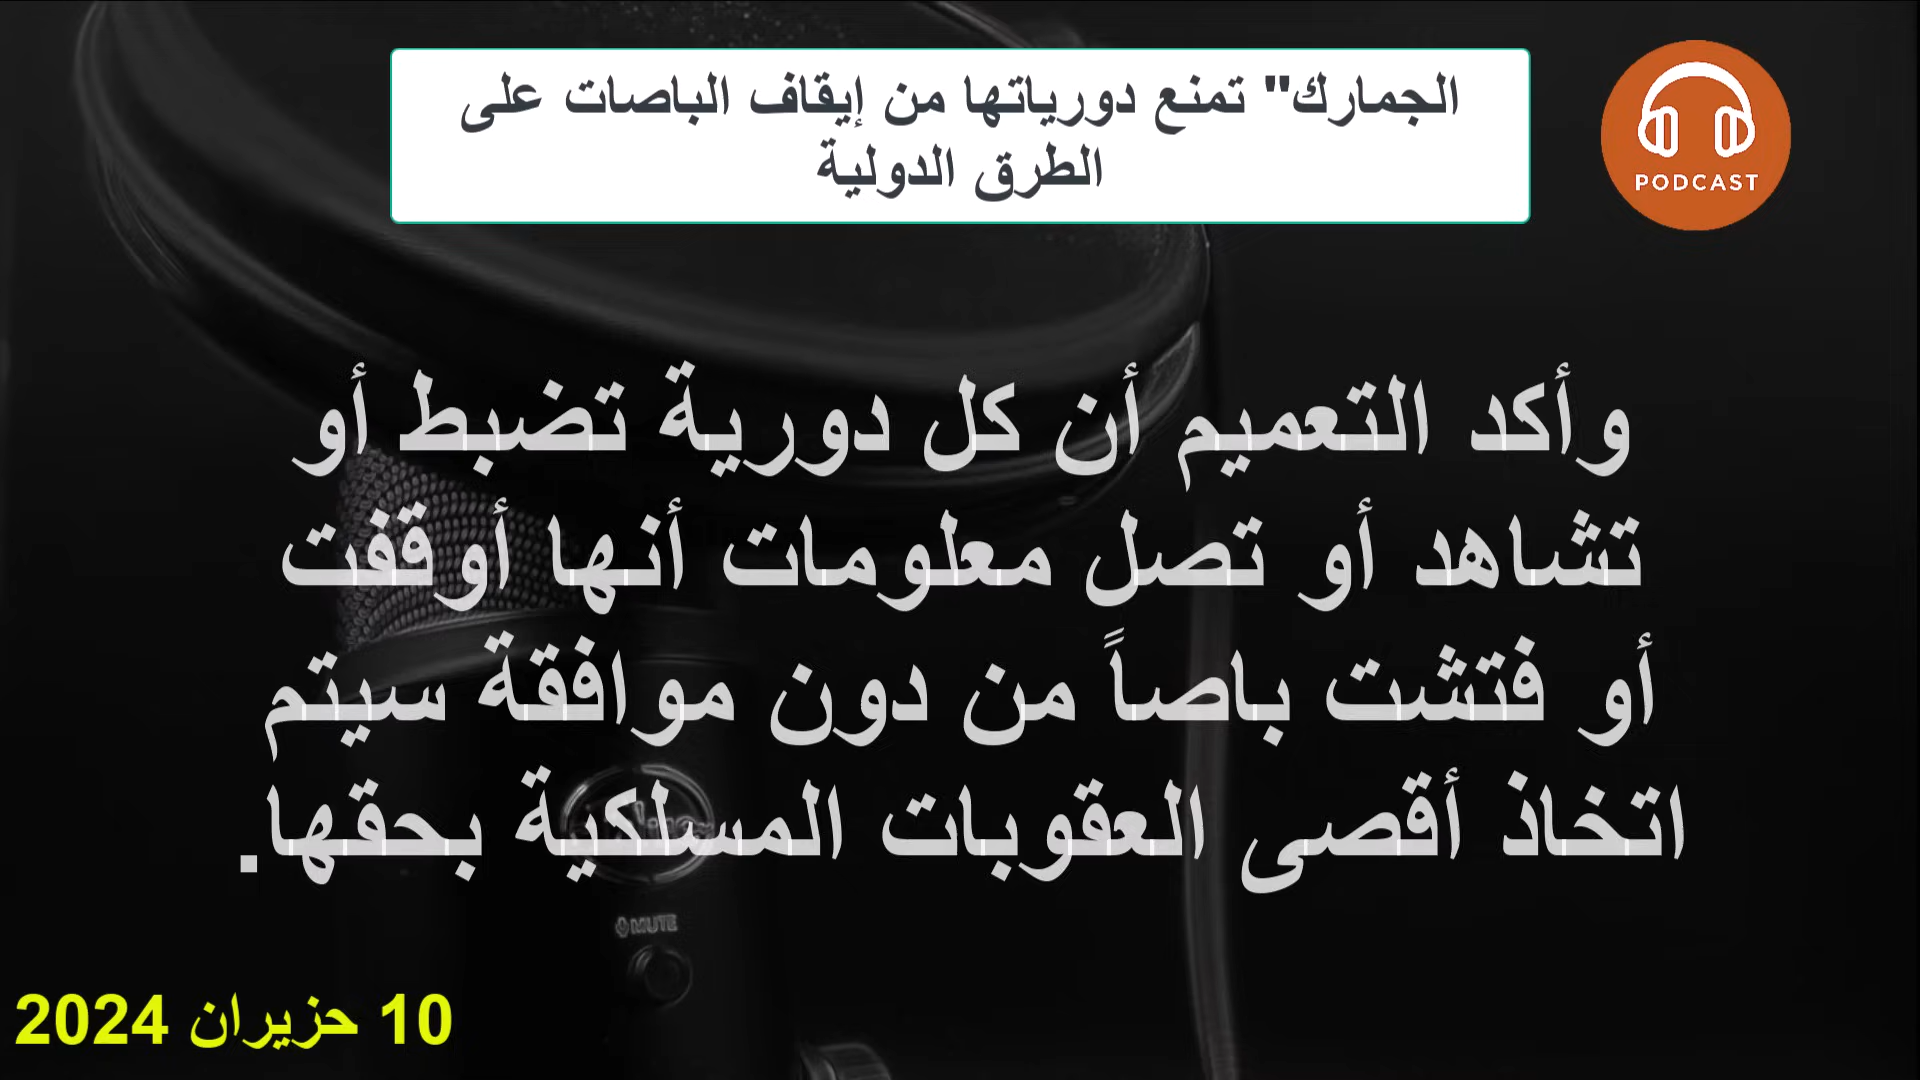 الجمارك" تمنع دورياتها من إيقاف الباصات على
الطرق الدولية
PODCAST
وأكد التعميم أن كل دورية تضبط أو
تشاهد أو تصل معلومات أنها أوقفت
أو فتشت باصاً من دون موافقة سيتم
اتخاذ أقصى العقوبات المسلكية بحقها.
MUTE
10 حزيران 2024